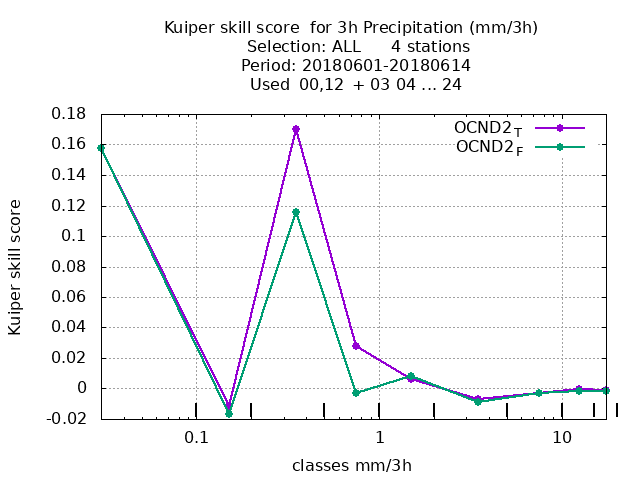 Kuiper skill score  for 3h Precipitation (mm/3h)
Selection: ALL      4 stations
Period: 20180601-20180614
Used  00,12  + 03 04 ... 24
OCND2_T
OCND2_F
0.18
0.16
0.14
0.12
0.1
0.08
0.06
0.04
0.02
0
-0.02
Kuiper skill score
0.1 1 10
classes mm/3h